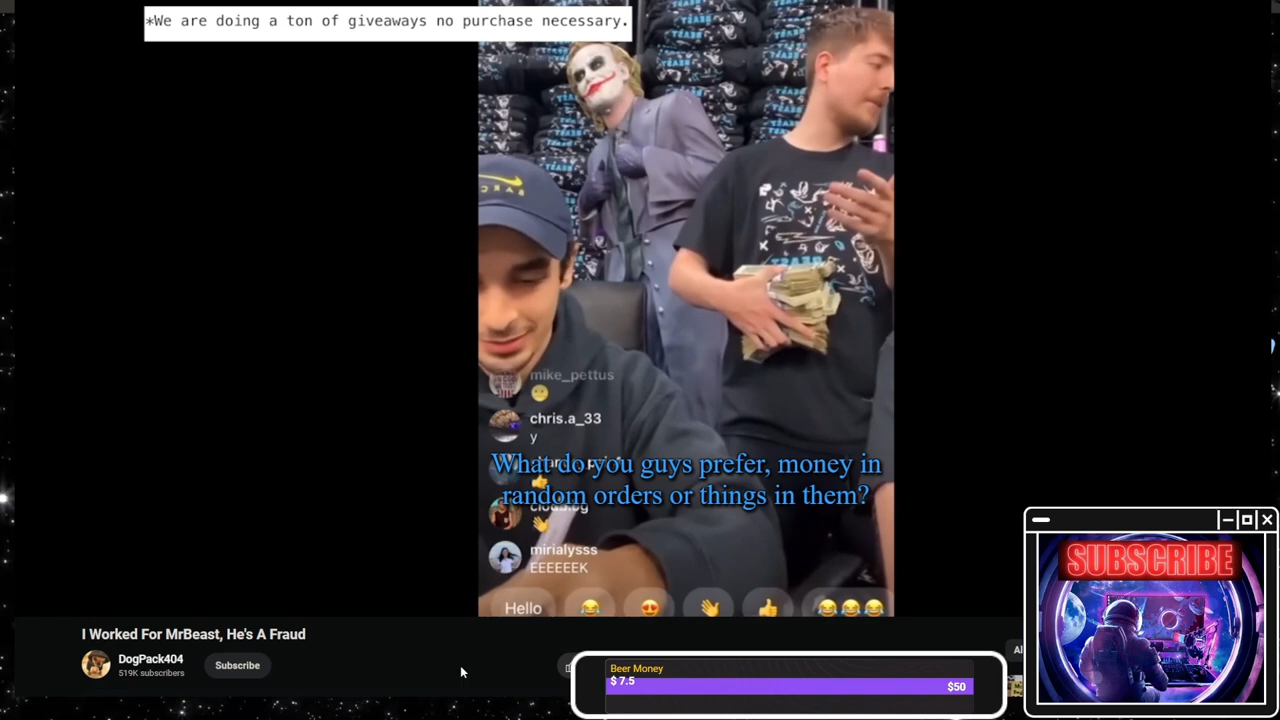 *We are doing a ton of giveaways no purchase necessary.
mike_pettus
chris.a_33
y
What do you guys prefer, money in
random orders or things in them?
mirialysss
EEEEEEK
Hello
I Worked For MrBeast, He's A Fraud
DogPack404
519K subscribers
Subscribe
Beer Money
$ 7.5
$50
SUBSCRIBE